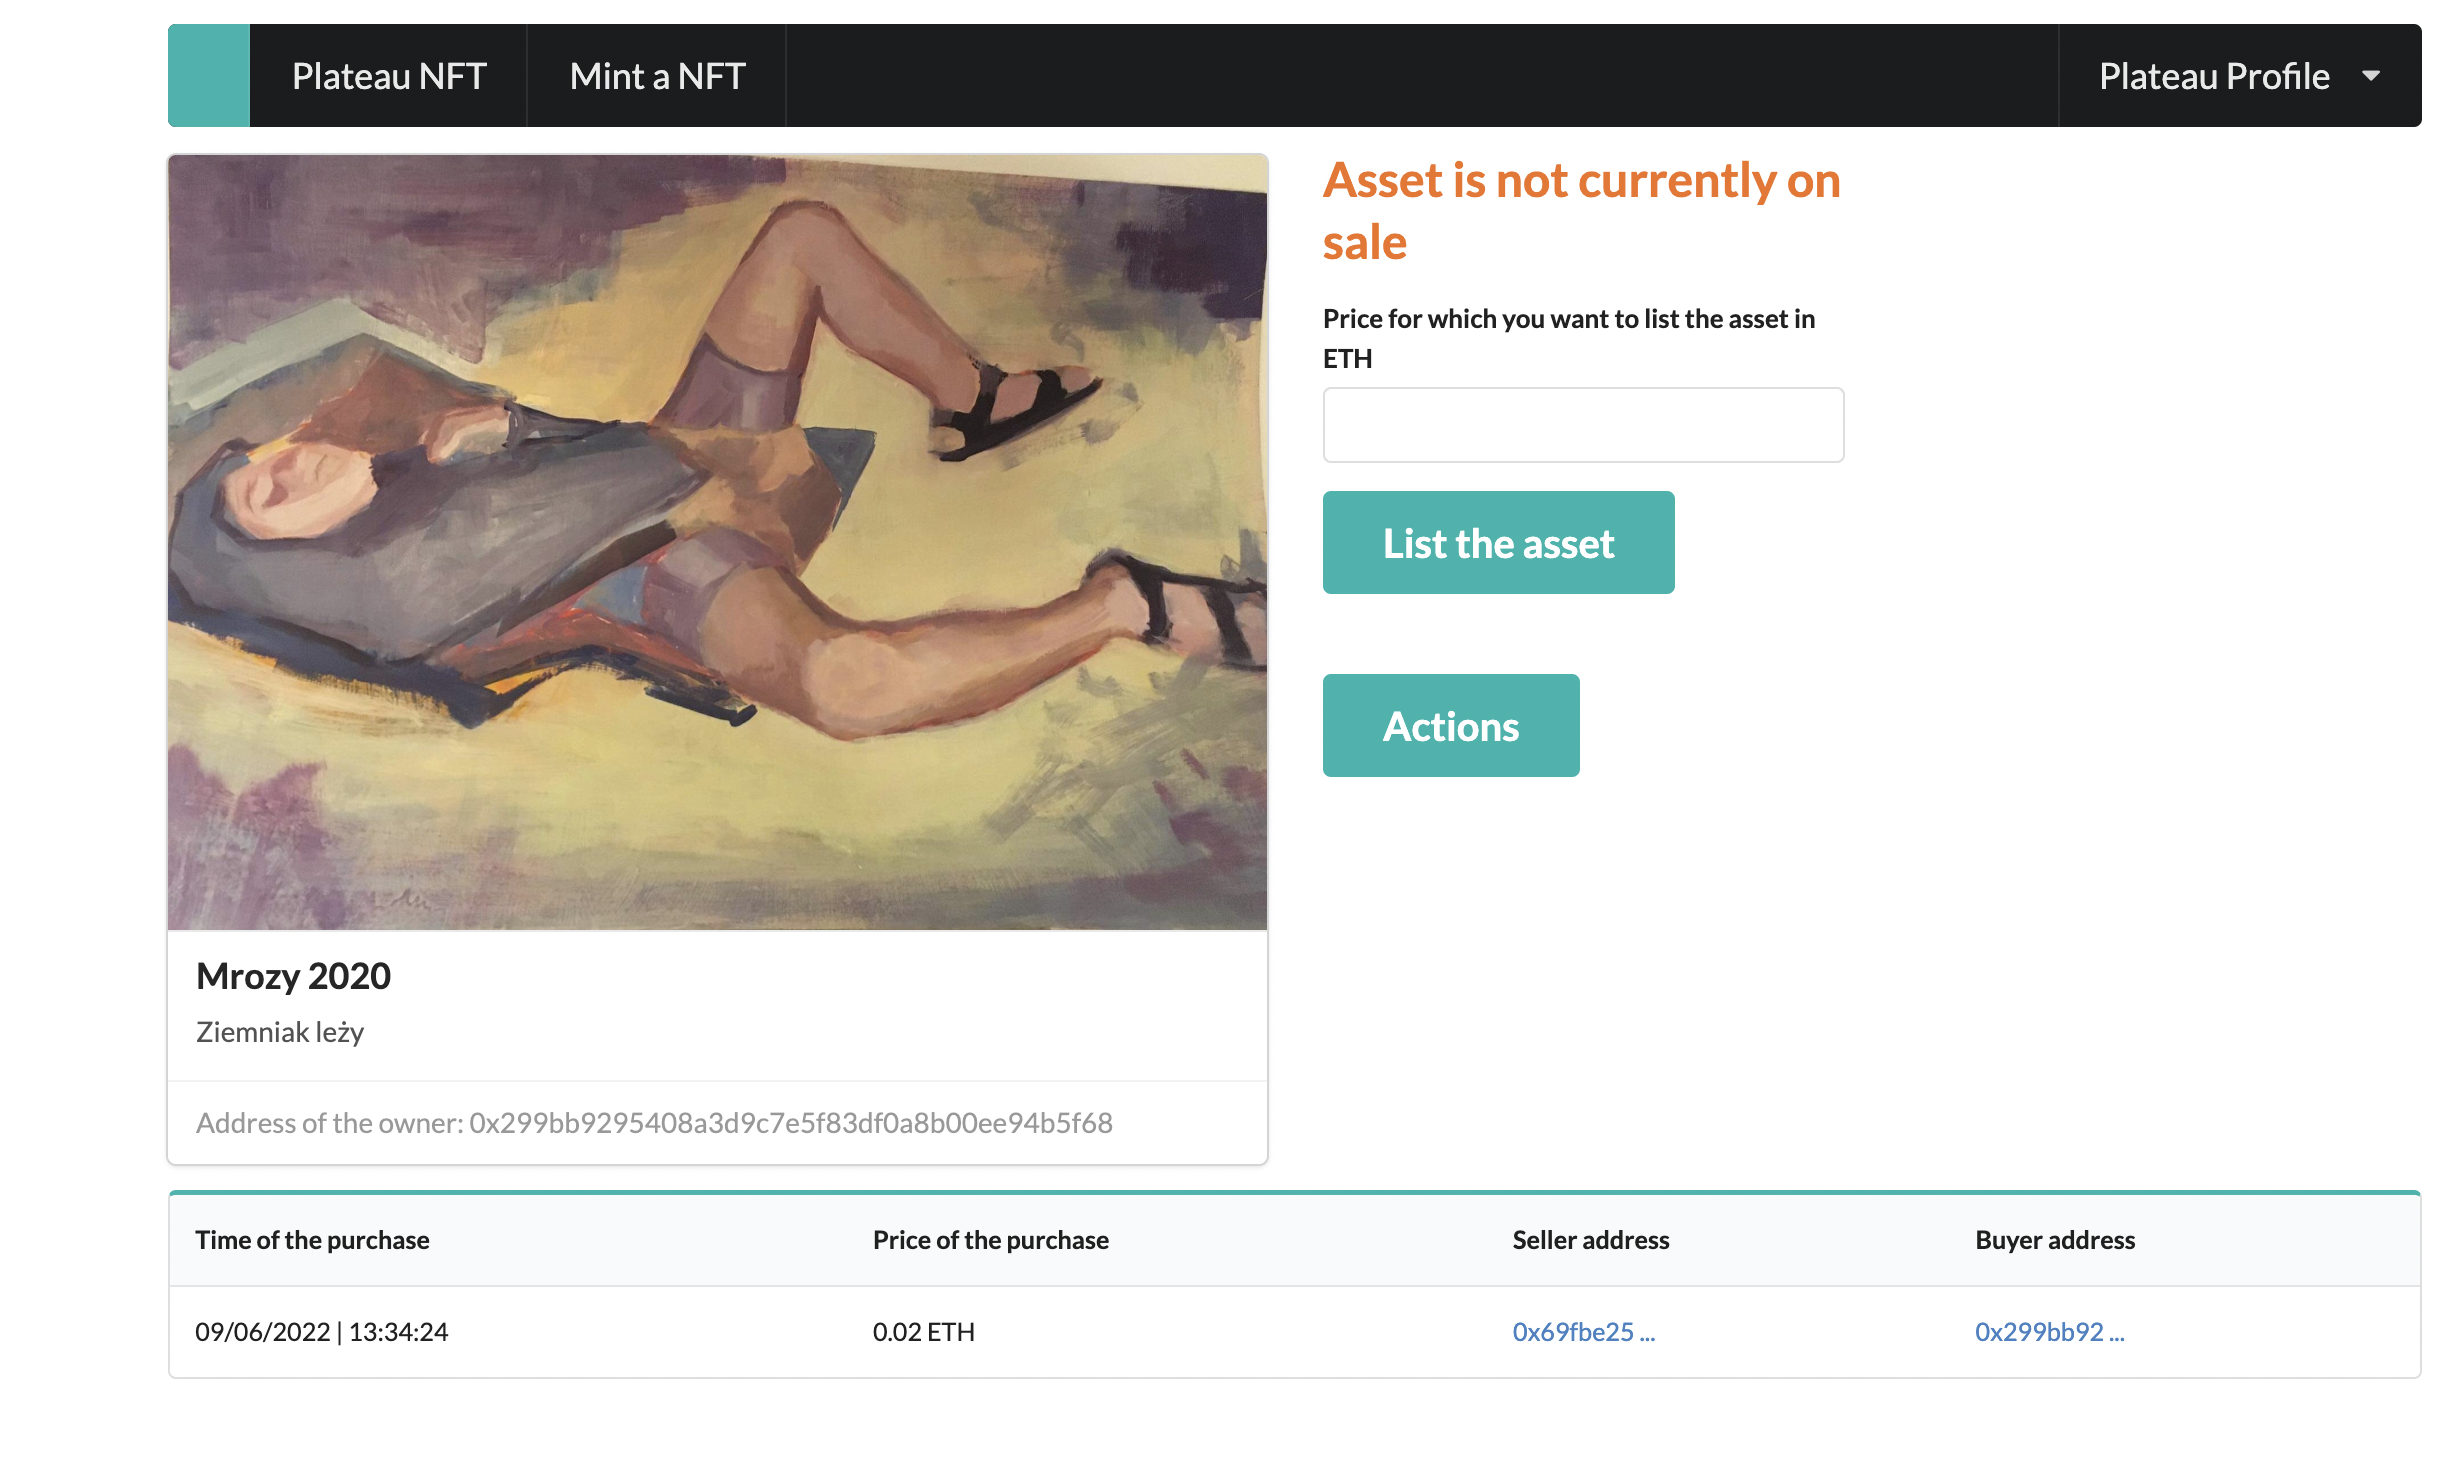 Plateau NFT
Mint a NFT
Plateau Profile
Asset is not currently on
sale
Price for which you want to list the asset in
ETH
List the asset
Actions
Mrozy 2020
Ziemniak leży
Address of the owner: 0x299bb9295408a3d9c7e5f83df0a8b00ee94b5f68
Time of the purchase Price of the purchase Seller address Buyer address
09/06/2022 | 13:34:24 0.02 ETH 0x69fbe25 ... 0x299bb92 ...